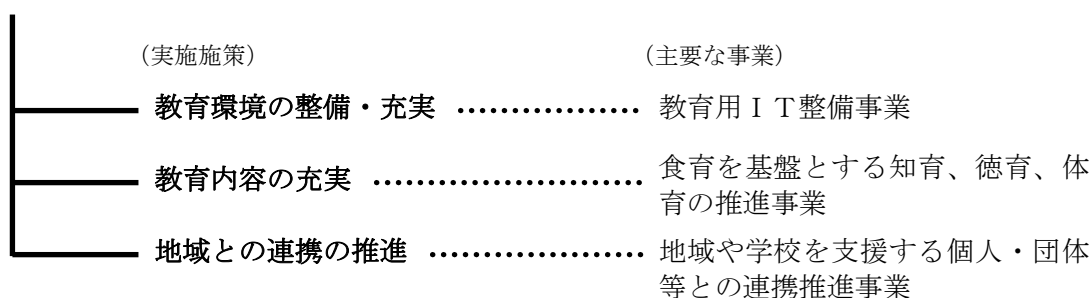 (実施施策) (主要な事業)
教育環境の整備・充実 ……………… 教育用IT整備事業
教育内容の充実 ……………………… 食育を基盤とする知育、徳育、体
育の推進事業
地域との連携の推進 ………………… 地域や学校を支援する個人・団体
等との連携推進事業